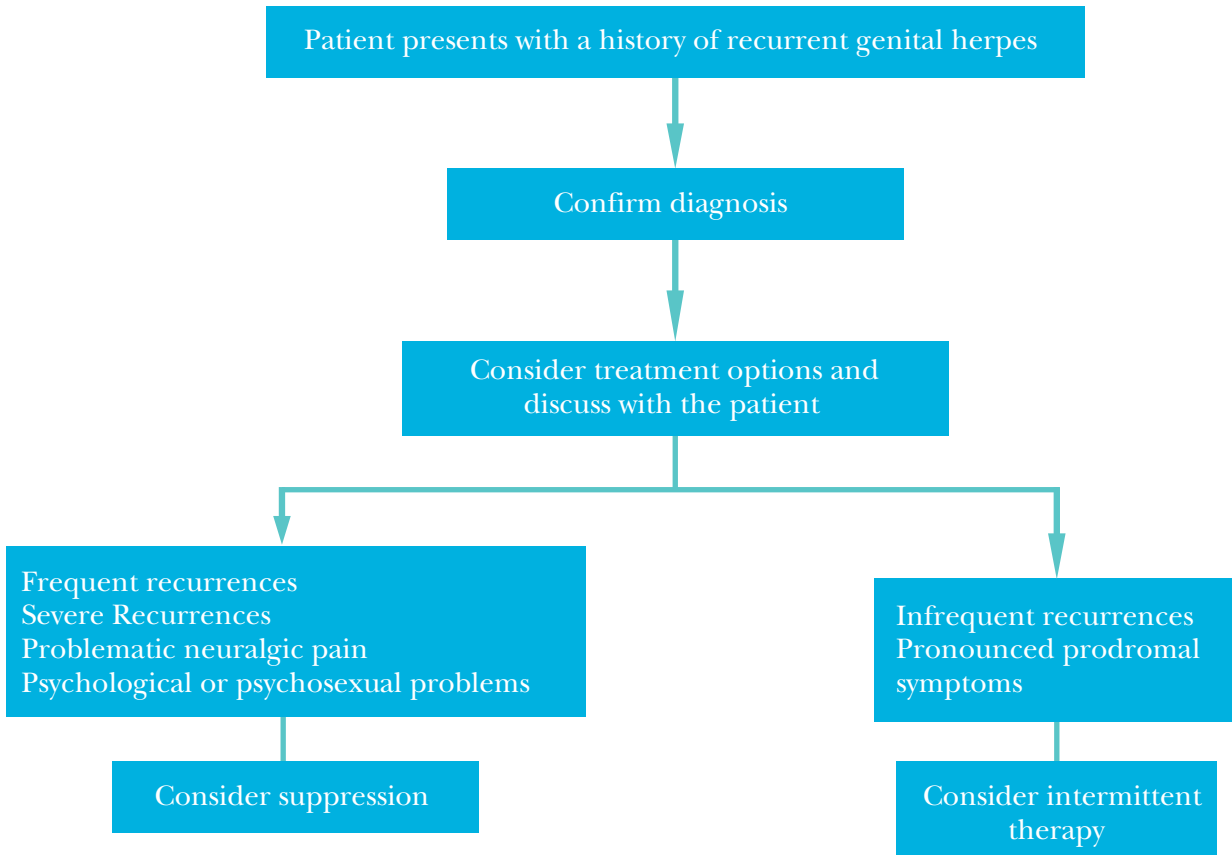 Patient presents with a history of recurrent genital herpes
Confirm diagnosis
Consider treatment options and
discuss with the patient
Frequent recurrences
Severe Recurrences
Problematic neuralgic pain
Psychological or psychosexual problems
Consider suppression
Infrequent recurrences
Pronounced prodromal
symptoms
Consider intermittent
therapy